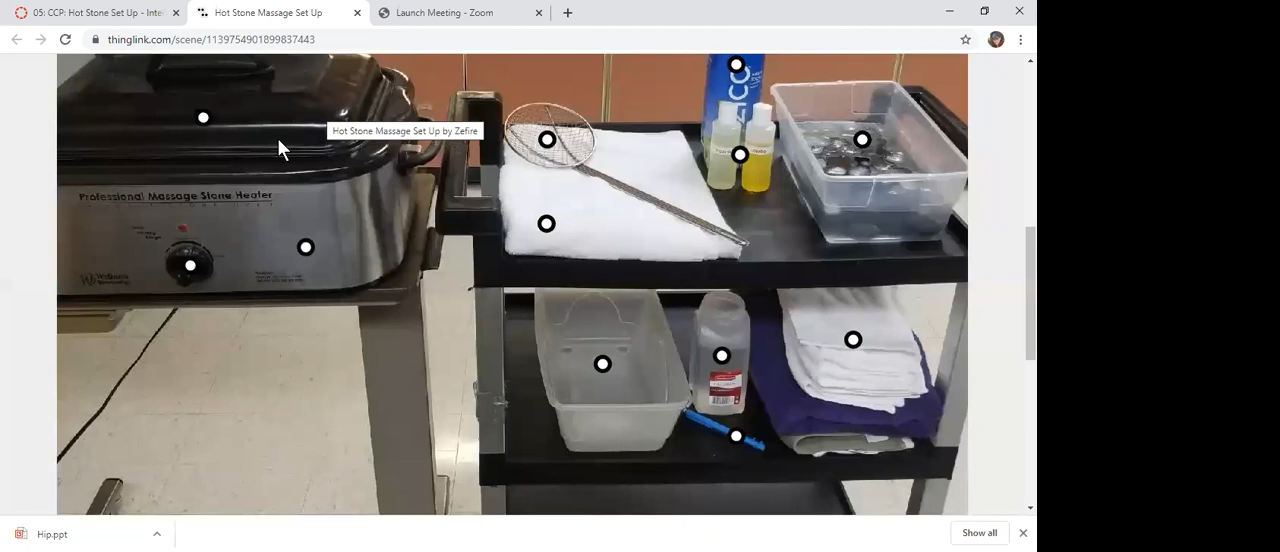 05: CCP: Hot Stone Set Up - Inte
Hot Stone Massage Set Up
Launch Meeting - Zoom
thinglink.com/scene/1139754901899837443
Hot Stone Massage Set Up by Zefire
ZICO
Professional Massage Stone Heater
Hip.ppt
Show all